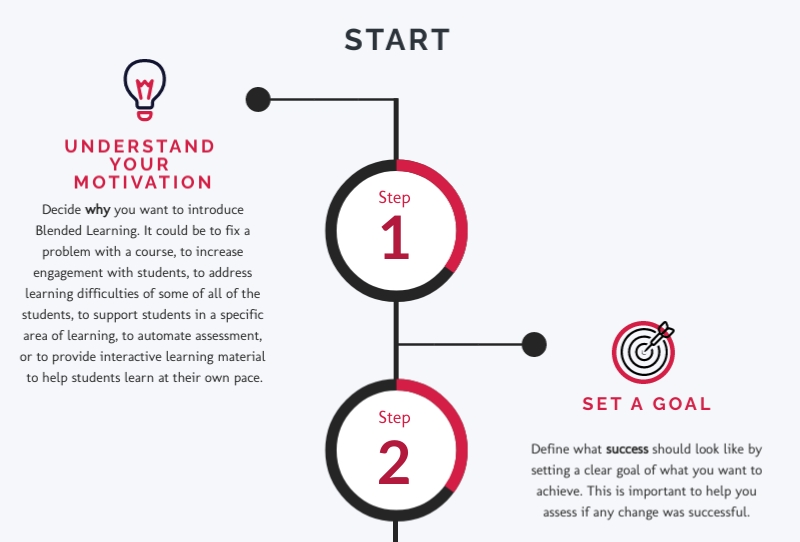 START
UNDERSTAND
YOUR
MOTIVATION
Decide why you want to introduce
Blended Learning. It could be to fix a
problem with a course, to increase
engagement with students, to address
learning difficulties of some of all of the
students, to support students in a specific
area of learning, to automate assessment,
or to provide interactive learning material
to help students learn at their own pace.
Step
1
SET A GOAL
Define what success should look like by
setting a clear goal of what you want to
achieve. This is important to help you
assess if any change was successful.
Step
2